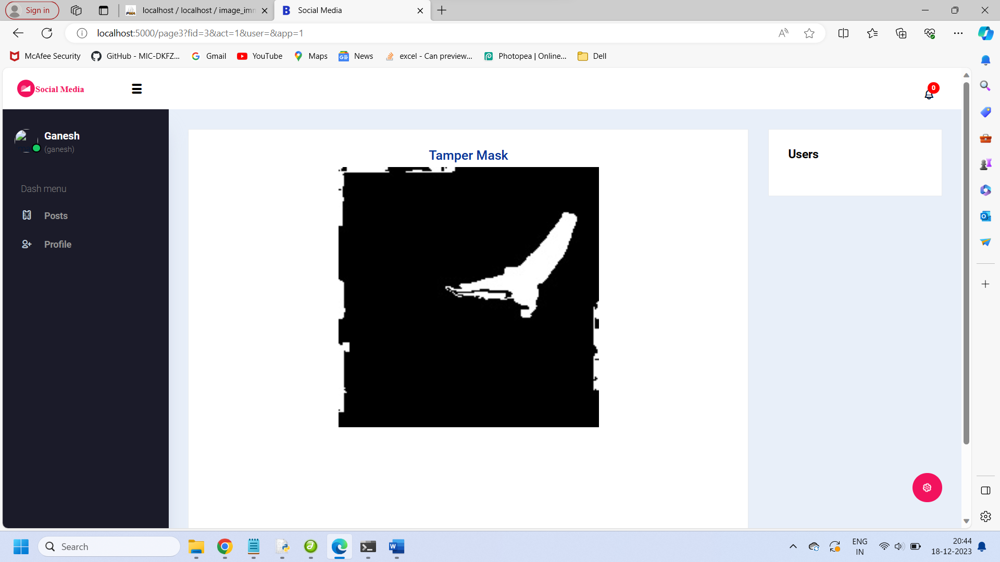 Sign in
localhost / localhost / image_imm
Social Media
localhost:5000/page3?fid=3&act=1&user=&app=1
McAfee Security
GitHub - MIC-DKFZ...
Gmail
YouTube
Maps
News
excel - Can preview...
Photopea | Online...
Dell
Social Media
0
Ganesh
(ganesh)
Dash menu
Posts
Profile
Tamper Mask
Users
Search
ENG
IN
20:44
18-12-2023